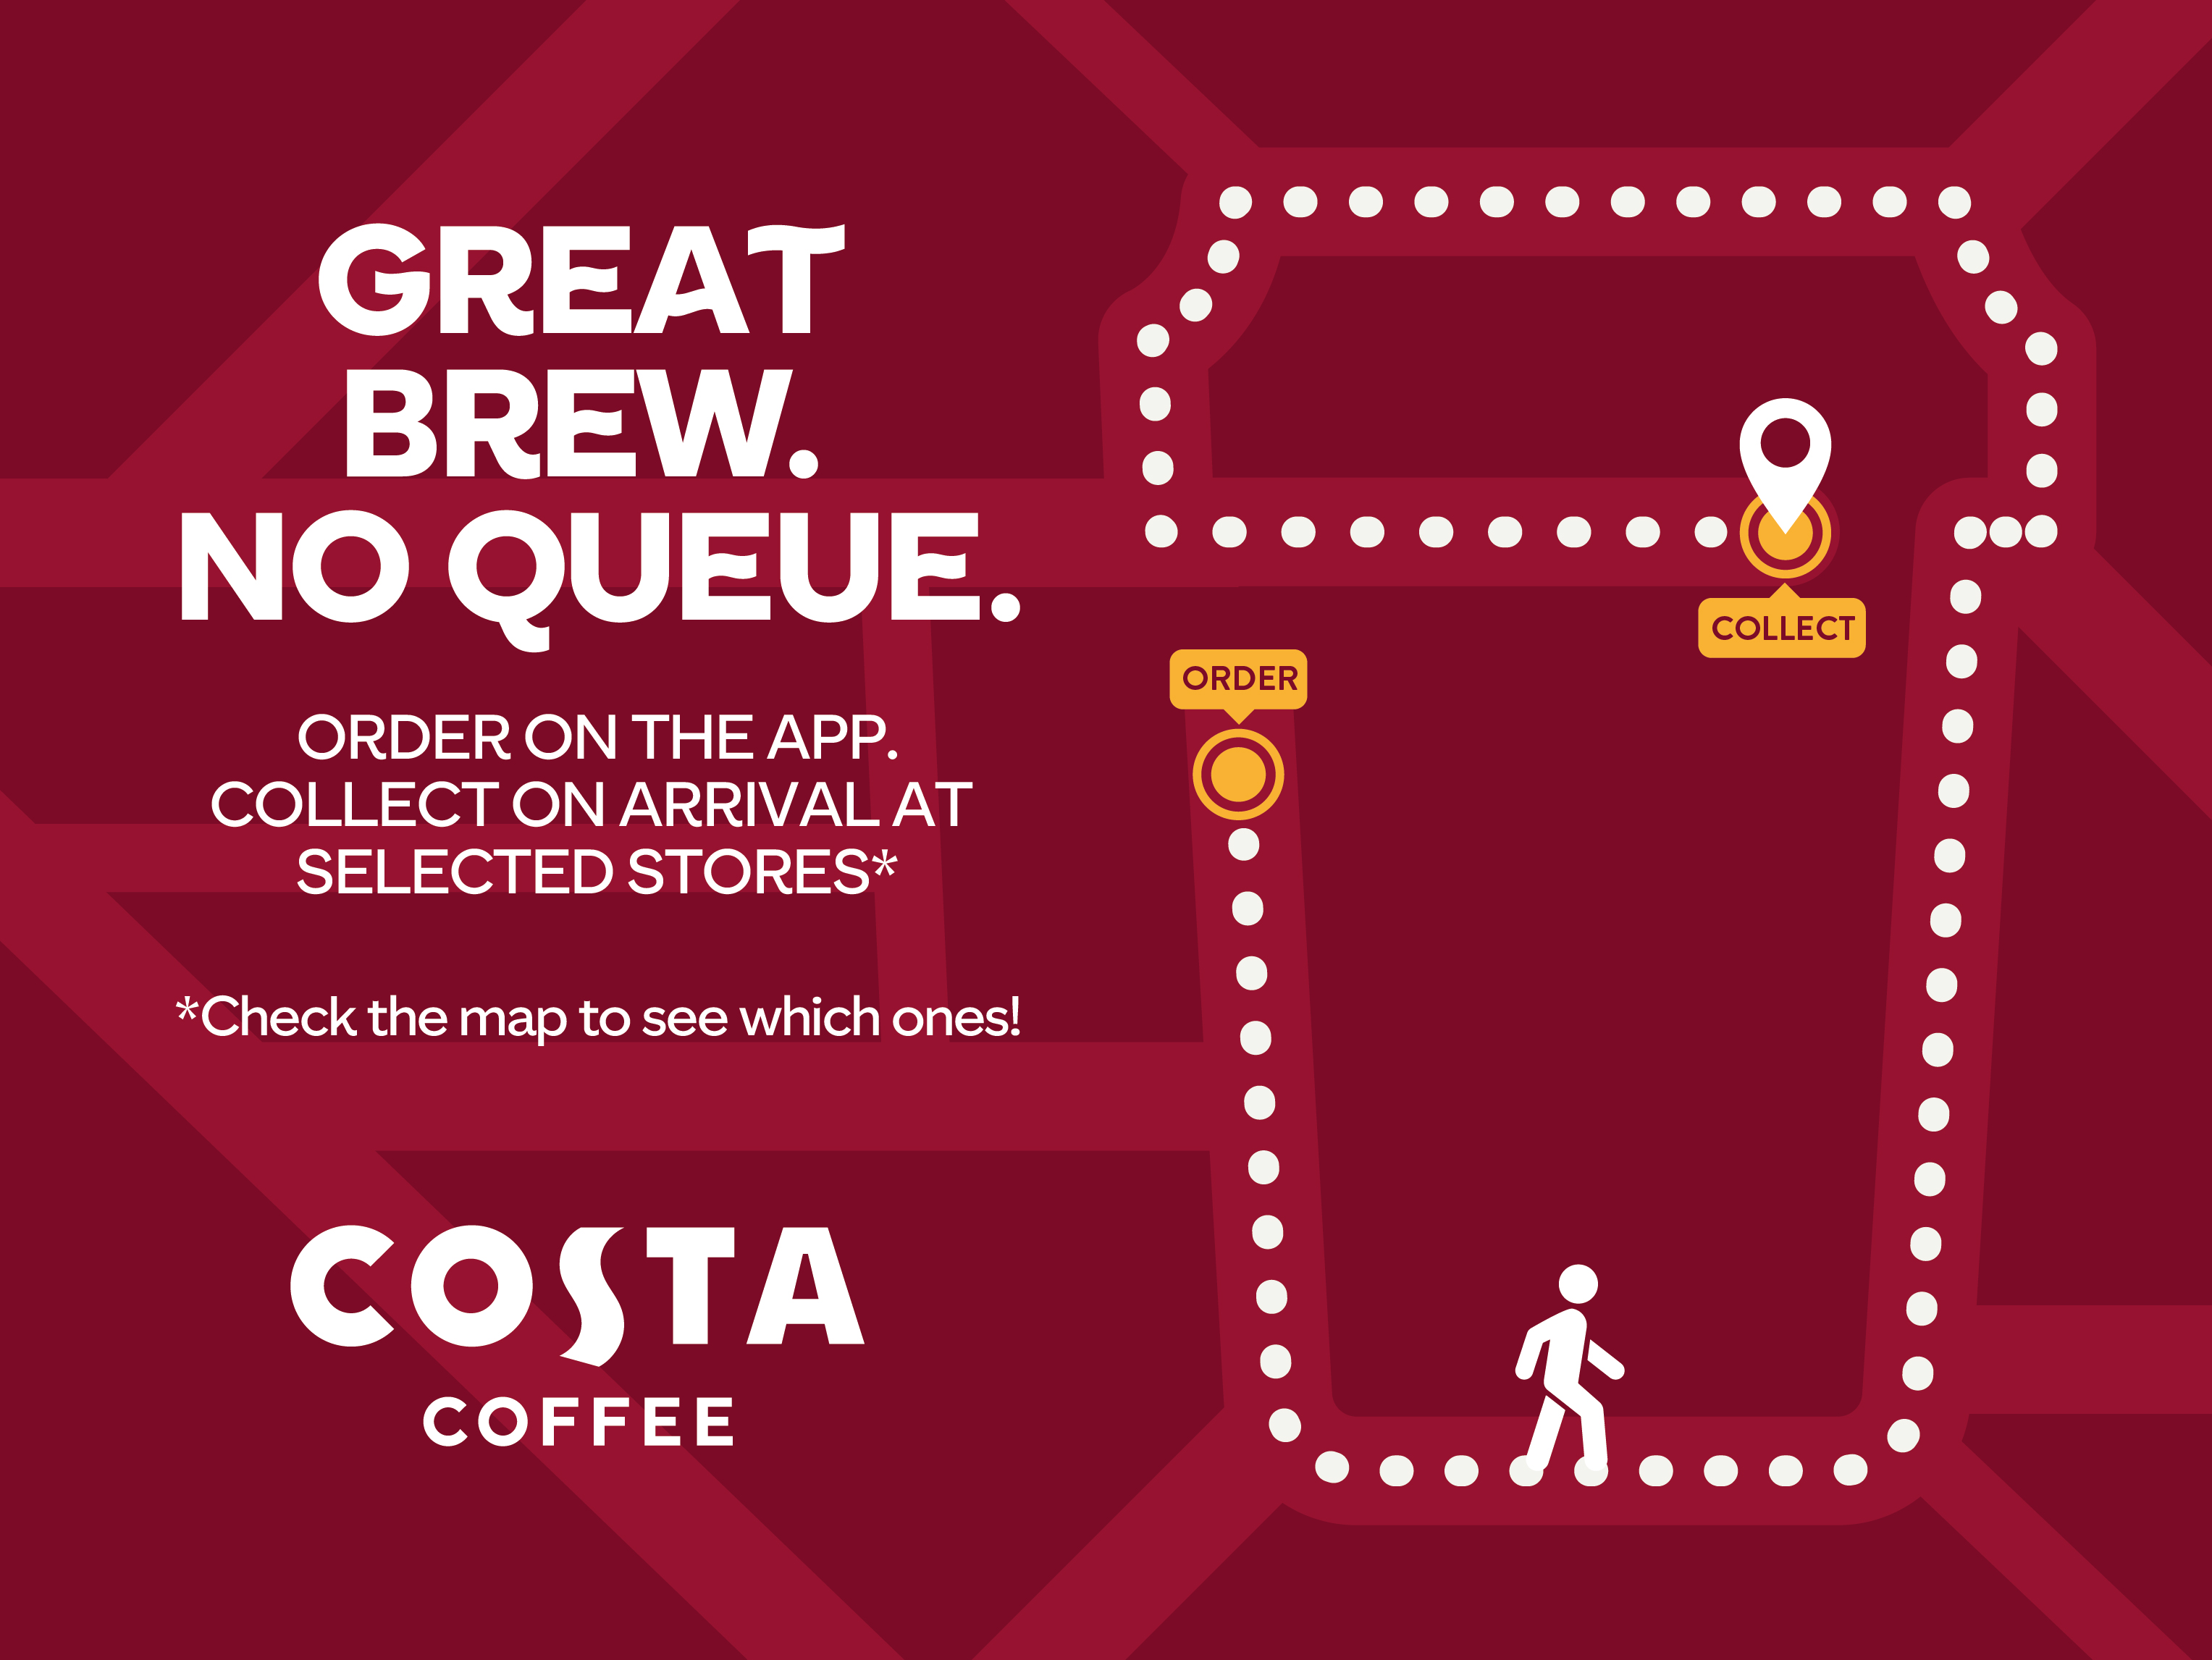 GREAT
BREW.
NO QUEUE.
ORDER ON THE APP.
COLLECT ON ARRIVAL AT
SELECTED STORES*
*Check the map to see which ones!
COSTA
COFFEE
COLLECT
ORDER